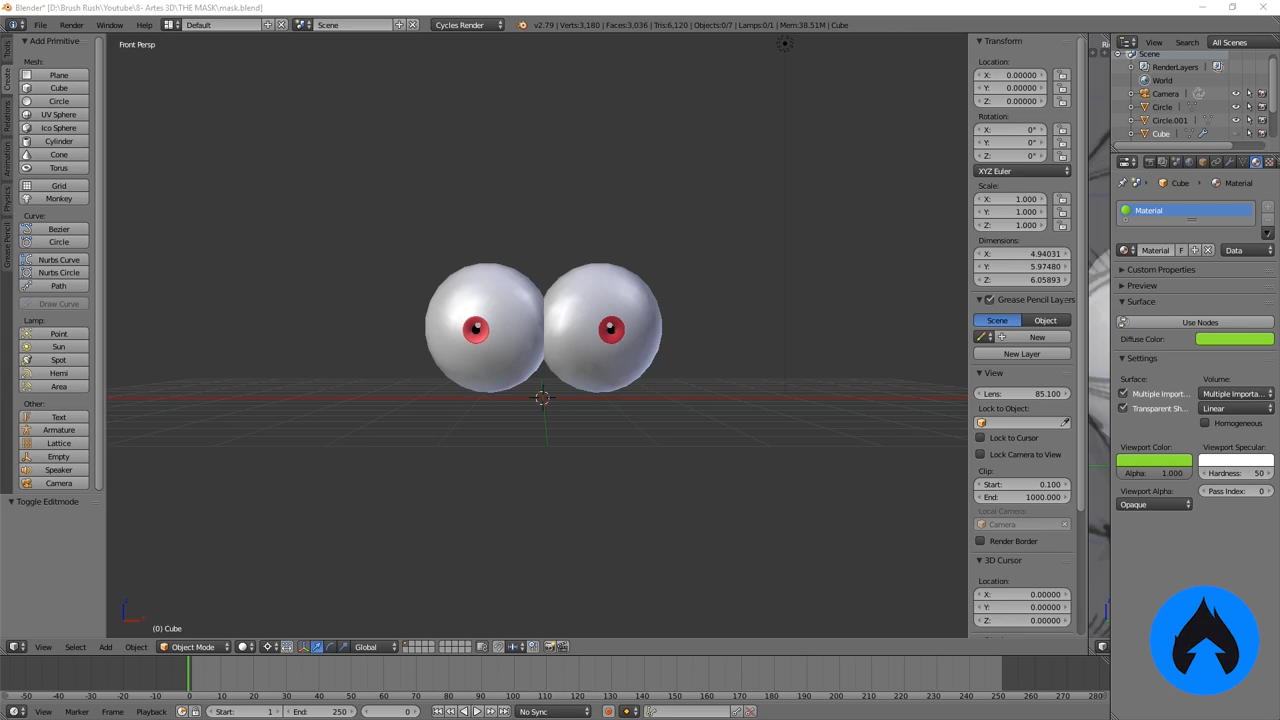 Blender* [D:\Brush Rush\Youtube\8- Artes 3D\THE MASK\mask.blend]
File Render Window Help Default Scene Cycles Render v2.79 | Verts:3,180 | Faces:3,036 | Tris:6,120 | Objects:0/7 | Lamps:0/1 | Mem:38.51M | Cube
View Search All Scenes
Tools
Create
Relations
Animation
Physics
Grease Pencil
Add Primitive
Mesh:
Plane
Cube
Circle
UV Sphere
Ico Sphere
Cylinder
Cone
Torus
Grid
Monkey
Curve:
Bezier
Circle
Nurbs Curve
Nurbs Circle
Path
Draw Curve
Lamp:
Point
Sun
Spot
Hemi
Area
Other:
Text
Armature
Lattice
Empty
Speaker
Camera
Toggle Editmode
Front Persp
(0) Cube
Transform
Location:
X: 0.00000
Y: 0.00000
Z: 0.00000
Rotation:
X: 0°
Y: 0°
Z: 0°
XYZ Euler
Scale:
X: 1.000
Y: 1.000
Z: 1.000
Dimensions:
X: 4.94031
Y: 5.97480
Z: 6.05893
Grease Pencil Layers
Scene Object
New
New Layer
View
Lens: 85.100
Lock to Object:
Lock to Cursor
Lock Camera to View
Clip:
Start: 0.100
End: 1000.000
Local Camera:
Camera
Render Border
3D Cursor
Location:
X: 0.00000
Y: 0.00000
Z: 0.00000
Scene
RenderLayers
World
Camera
Circle
Circle.001
Cube
Cube Material
Material
Material F Data
Custom Properties
Preview
Surface
Use Nodes
Diffuse Color:
Settings
Surface: Volume:
Multiple Import... Multiple Importa...
Transparent Sh... Linear
Homogeneous
Viewport Color: Viewport Specular:
Alpha: 1.000 Hardness: 50
Viewport Alpha: Pass Index: 0
Opaque
View Select Add Object Object Mode Global
-50 -40 -30 -20 -10 0 10 20 30 40 50 60 70 80 90 100 110 120 130 140 150 160 170 180 190 200 210 220 230 240 250 260 270 280
View Marker Frame Playback Start: 1 End: 250 0 No Sync